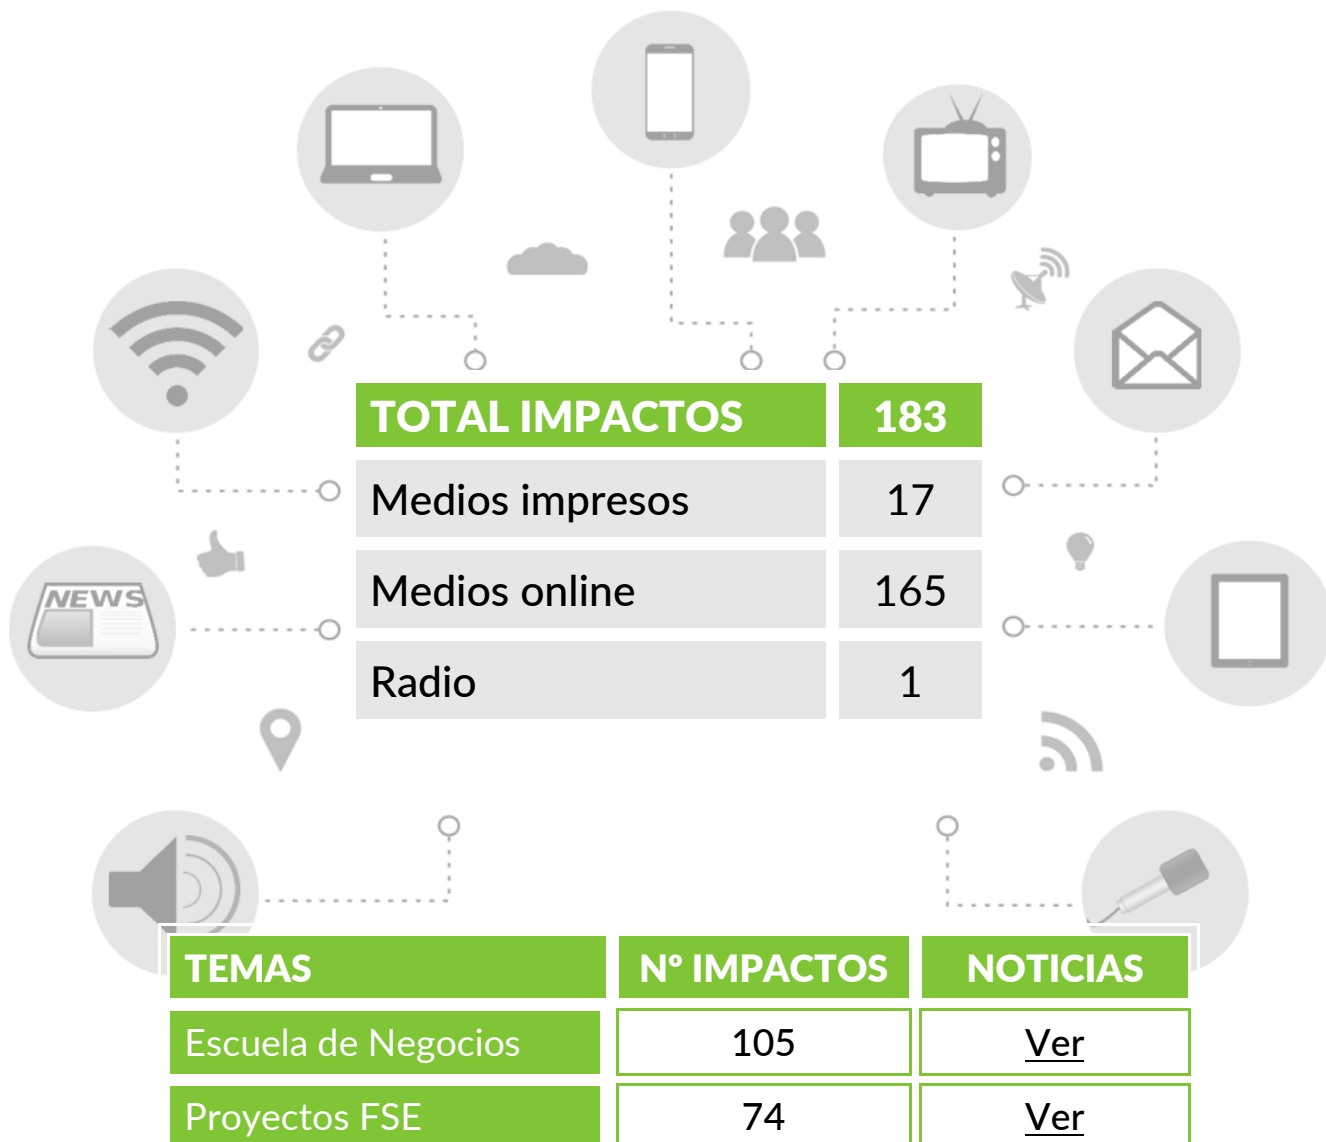 NEWS
TOTAL IMPACTOS 183
Medios impresos 17
Medios online 165
Radio 1
TEMAS Nº IMPACTOS NOTICIAS
Escuela de Negocios 105 Ver
Proyectos FSE 74 Ver